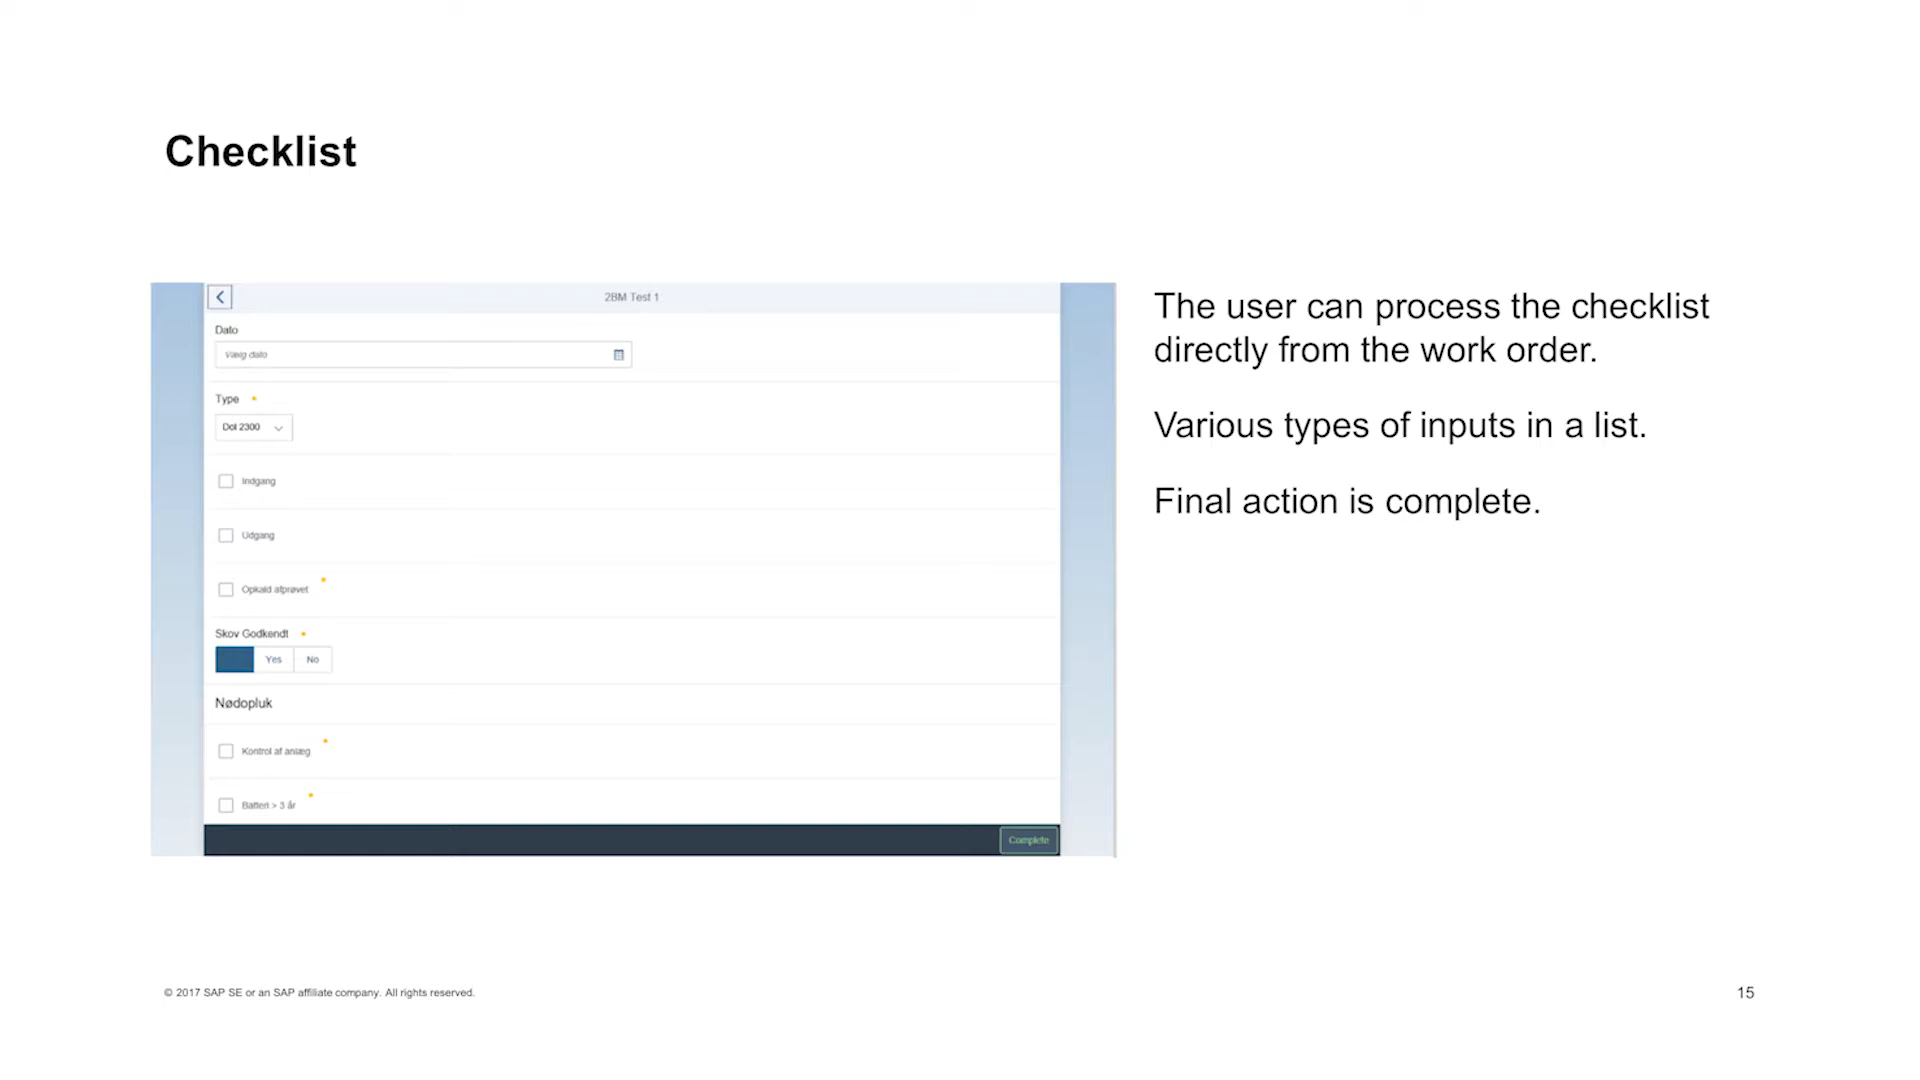 Checklist
2BM Test 1
Dato
Vælg dato
Type
Dol 2300
Indgang
Udgang
Opkald afprøvet
Skov Godkendt
Yes No
Nødopluk
Kontrol af anlæg
Batteri > 3 år
Complete
The user can process the checklist
directly from the work order.
Various types of inputs in a list.
Final action is complete.
© 2017 SAP SE or an SAP affiliate company. All rights reserved.
15